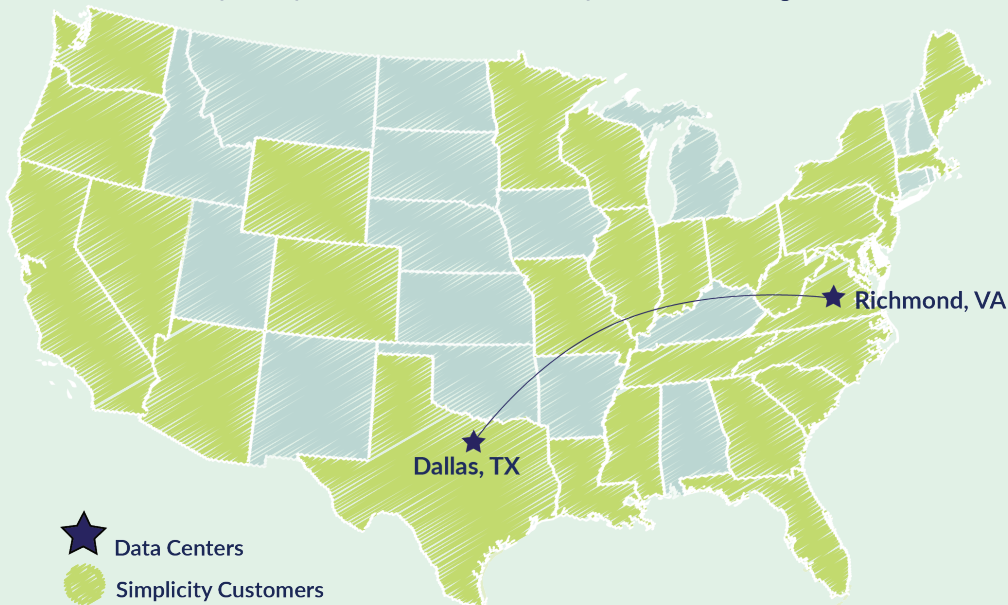 Richmond, VA
Dallas, TX
Data Centers
Simplicity Customers